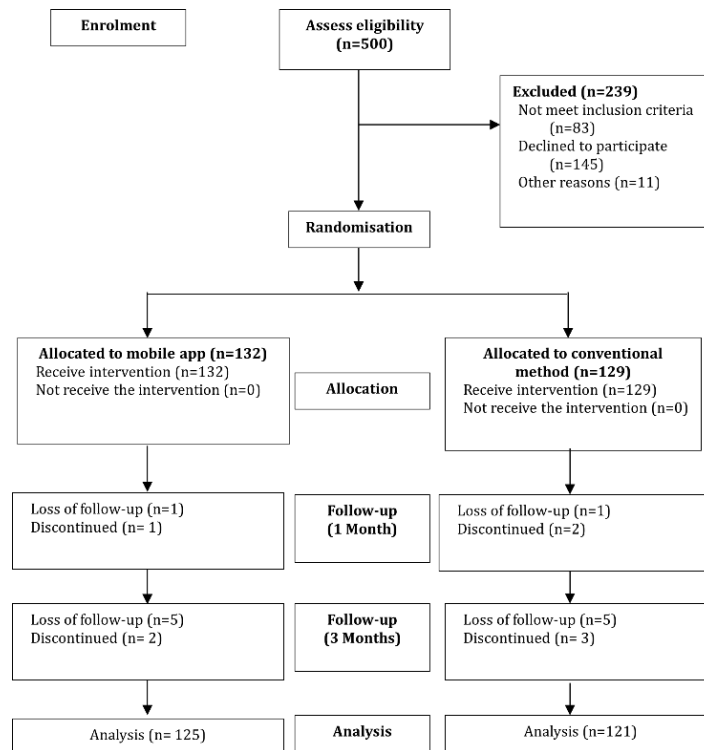 Enrolment
Assess eligibility
(n=500)
Excluded (n=239)
Not meet inclusion criteria
(n=83)
Declined to participate
(n=145)
Other reasons (n=11)
Randomisation
Allocated to mobile app (n=132)
Receive intervention (n=132)
Not receive the intervention (n=0)
Allocation
Allocated to conventional
method (n=129)
Receive intervention (n=129)
Not receive the intervention (n=0)
Loss of follow-up (n=1)
Discontinued (n= 1)
Follow-up
(1 Month)
Loss of follow-up (n=1)
Discontinued (n=2)
Loss of follow-up (n=5)
Discontinued (n= 2)
Follow-up
(3 Months)
Loss of follow-up (n=5)
Discontinued (n= 3)
Analysis (n= 125)
Analysis
Analysis (n=121)